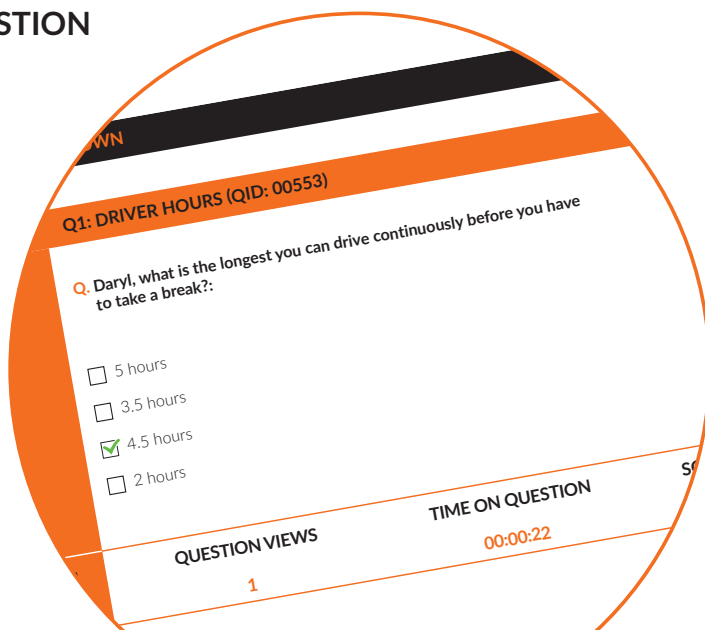 STION
WN
Q1: DRIVER HOURS (QID: 00553)
Q. Daryl, what is the longest you can drive continuously before you have
to take a break?:
5 hours
3.5 hours
4.5 hours
2 hours
QUESTION VIEWS
TIME ON QUESTION
1
00:00:22